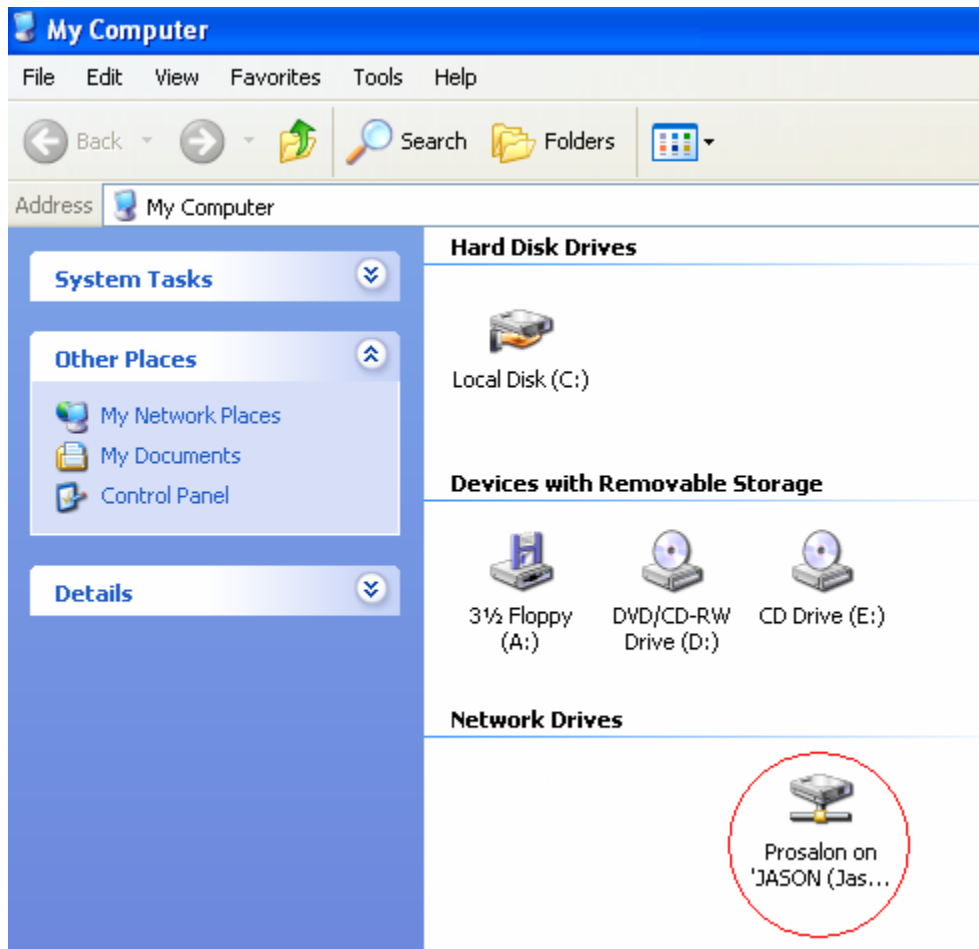 My Computer
File Edit View Favorites Tools Help
Back Search Folders
Address My Computer
System Tasks
Other Places
My Network Places
My Documents
Control Panel
Details
Hard Disk Drives
Local Disk (C:)
Devices with Removable Storage
3½ Floppy
(A:)
DVD/CD-RW
Drive (D:)
CD Drive (E:)
Network Drives
Prosalon on
'JASON (Jas...